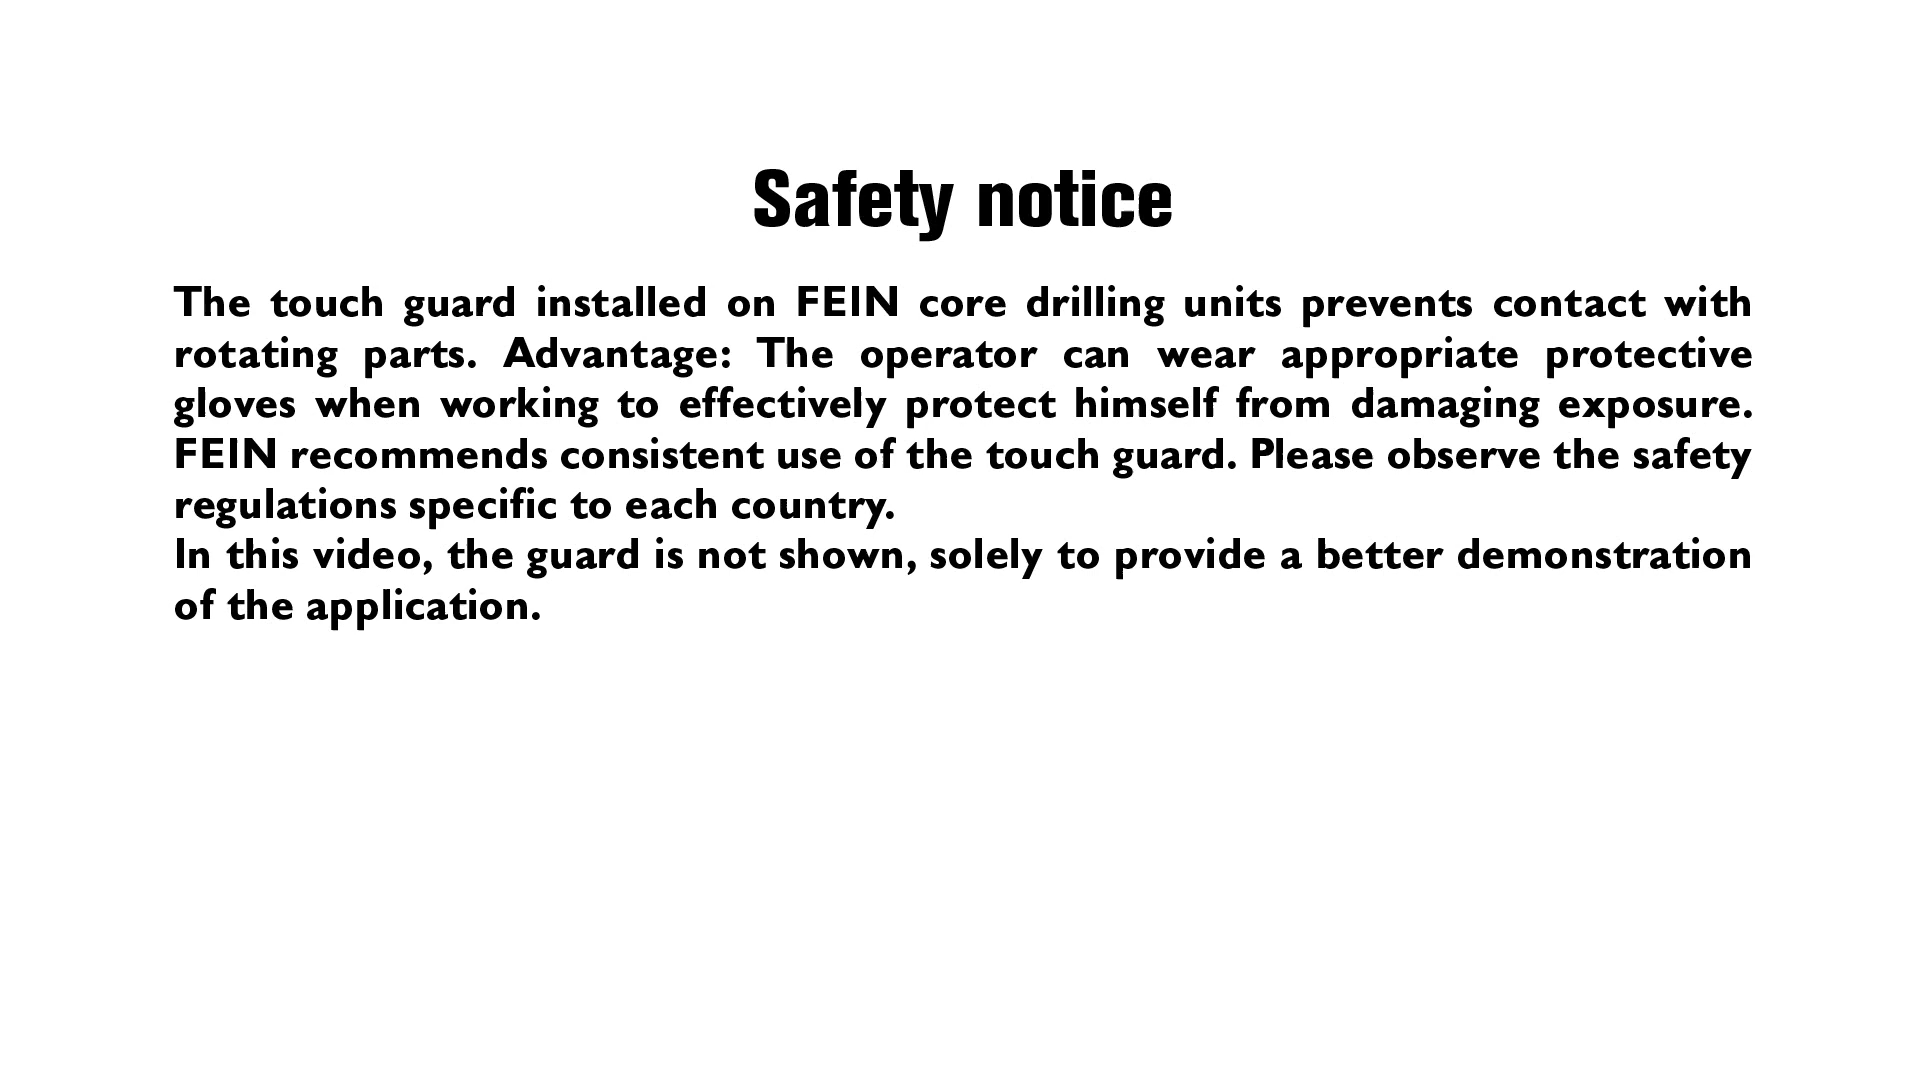 Safety notice
The touch guard installed on FEIN core drilling units prevents contact with
rotating parts. Advantage: The operator can wear appropriate protective
gloves when working to effectively protect himself from damaging exposure.
FEIN recommends consistent use of the touch guard. Please observe the safety
regulations specific to each country.
In this video, the guard is not shown, solely to provide a better demonstration
of the application.